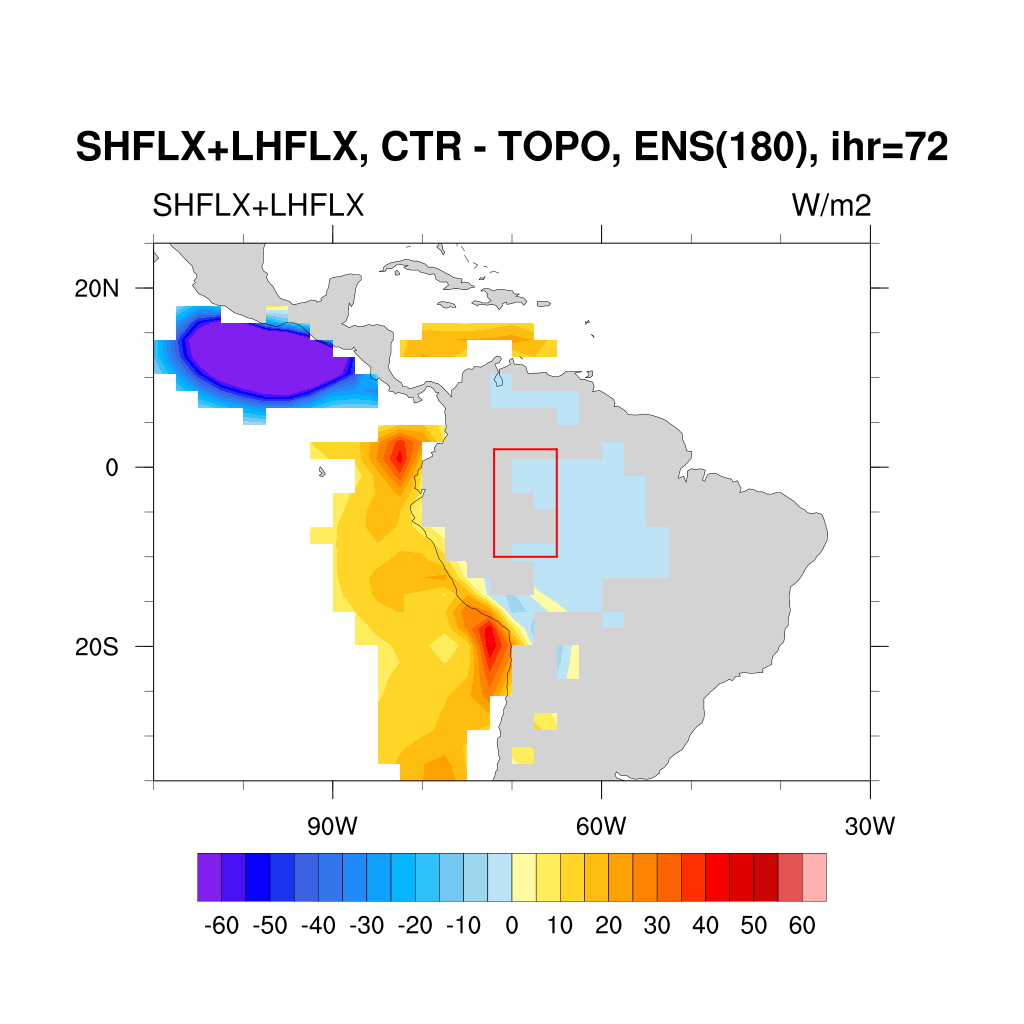 SHFLX+LHFLX, CTR - TOPO, ENS(180), ihr=72
SHFLX+LHFLX W/m2
20N
0
20S
90W 60W 30W
-60 -50 -40 -30 -20 -10 0 10 20 30 40 50 60